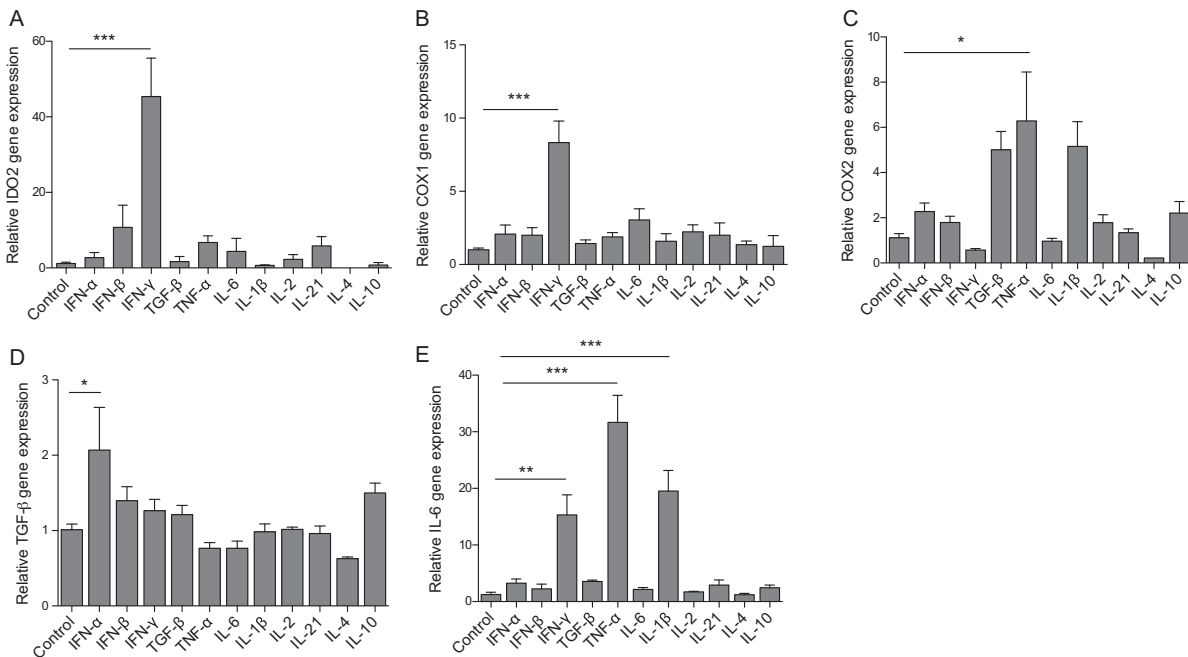 A
Relative IDO2 gene expression
60
40
20
0
***
Control
IFN-α
IFN-β
IFN-γ
TGF-β
TNF-α
IL-6
IL-1β
IL-2
IL-21
IL-4
IL-10
B
Relative COX1 gene expression
15
10
5
0
***
Control
IFN-α
IFN-β
IFN-γ
TGF-β
TNF-α
IL-6
IL-1β
IL-2
IL-21
IL-4
IL-10
C
Relative COX2 gene expression
10
8
6
4
2
0
*
Control
IFN-α
IFN-β
IFN-γ
TGF-β
TNF-α
IL-6
IL-1β
IL-2
IL-21
IL-4
IL-10
D
Relative TGF-β gene expression
3
2
1
0
*
Control
IFN-α
IFN-β
IFN-γ
TGF-β
TNF-α
IL-6
IL-1β
IL-2
IL-21
IL-4
IL-10
E
Relative IL-6 gene expression
40
30
20
10
0
***
***
**
Control
IFN-α
IFN-β
IFN-γ
TGF-β
TNF-α
IL-6
IL-1β
IL-2
IL-21
IL-4
IL-10